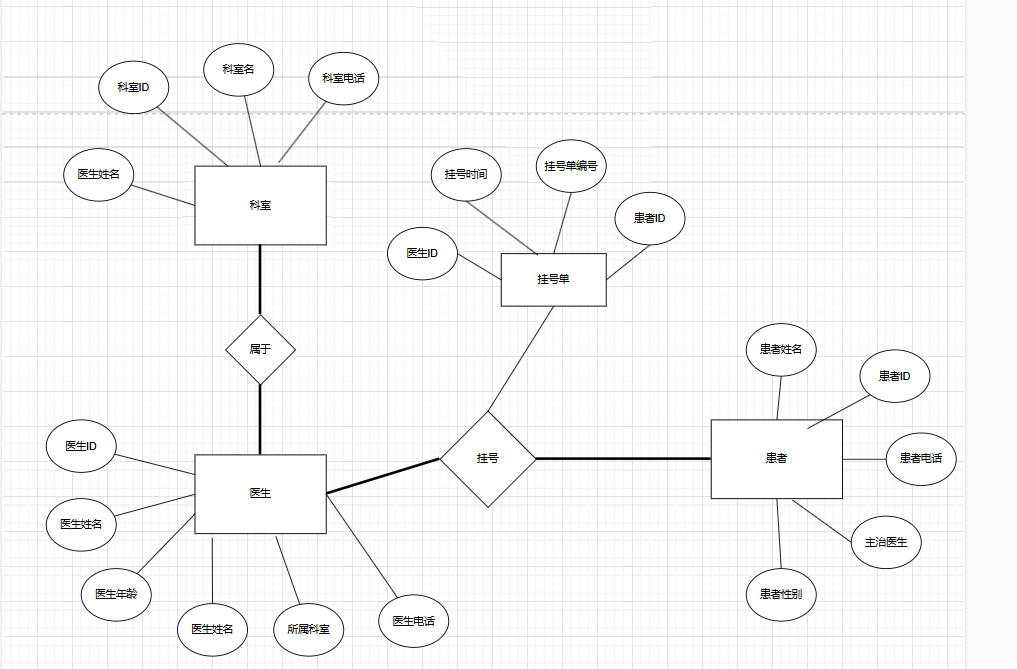 科室ID
科室名
科室电话
医生姓名
科室
挂号时间
挂号单编号
患者ID
医生ID
挂号单
属于
患者姓名
患者ID
患者电话
患者
主治医生
患者性别
挂号
医生ID
医生
医生姓名
医生年龄
医生姓名
所属科室
医生电话